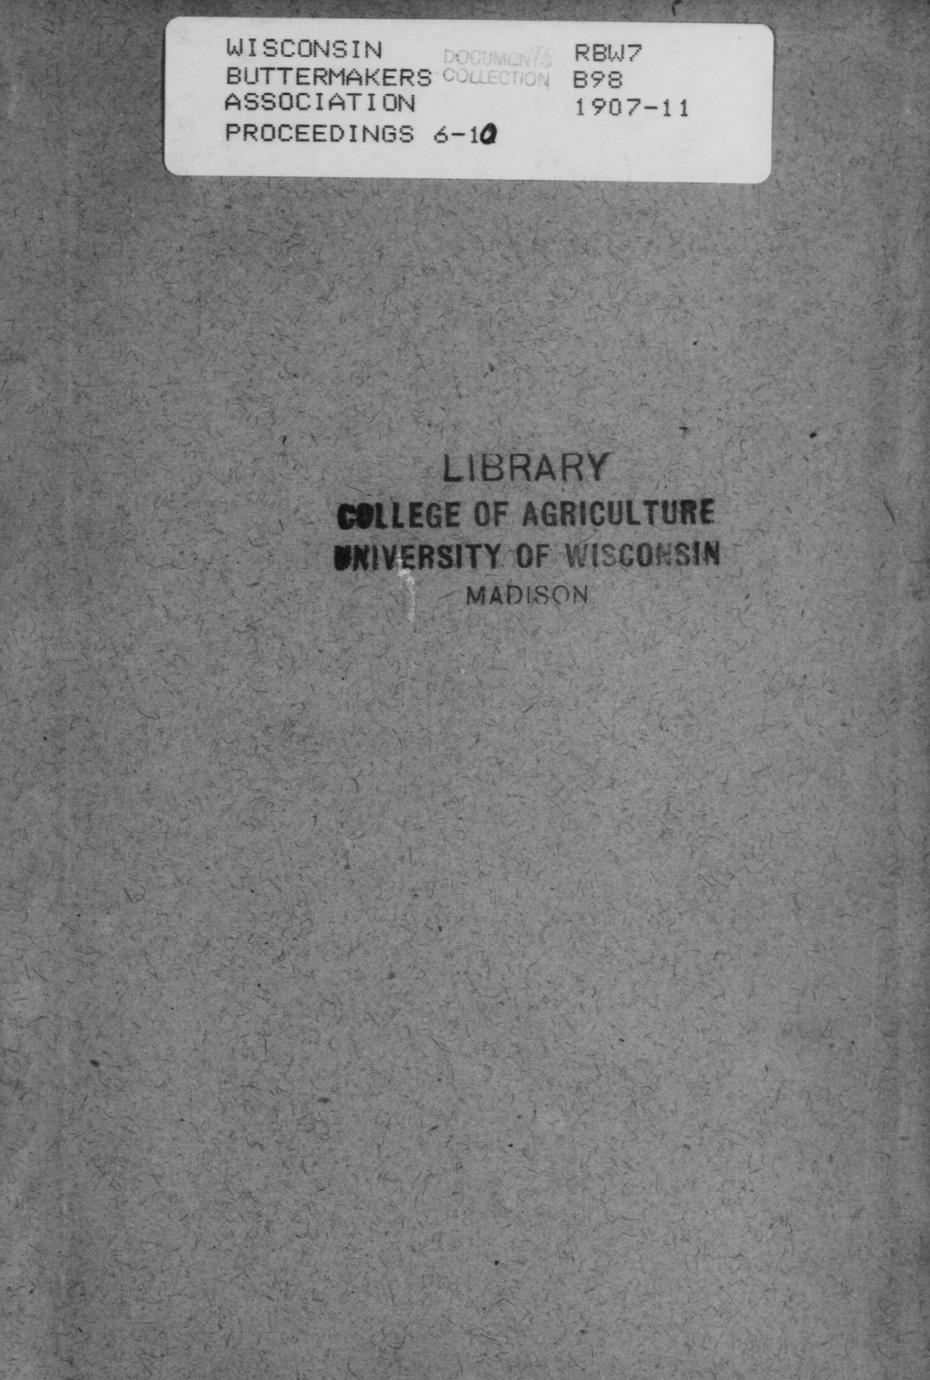 WISCONSIN
BUTTERMAKERS
ASSOCIATION
PROCEEDINGS 6-10
DOCUMENTS
COLLECTION
RBW7
B98
1907-11
LIBRARY
COLLEGE OF AGRICULTURE
UNIVERSITY OF WISCONSIN
MADISON